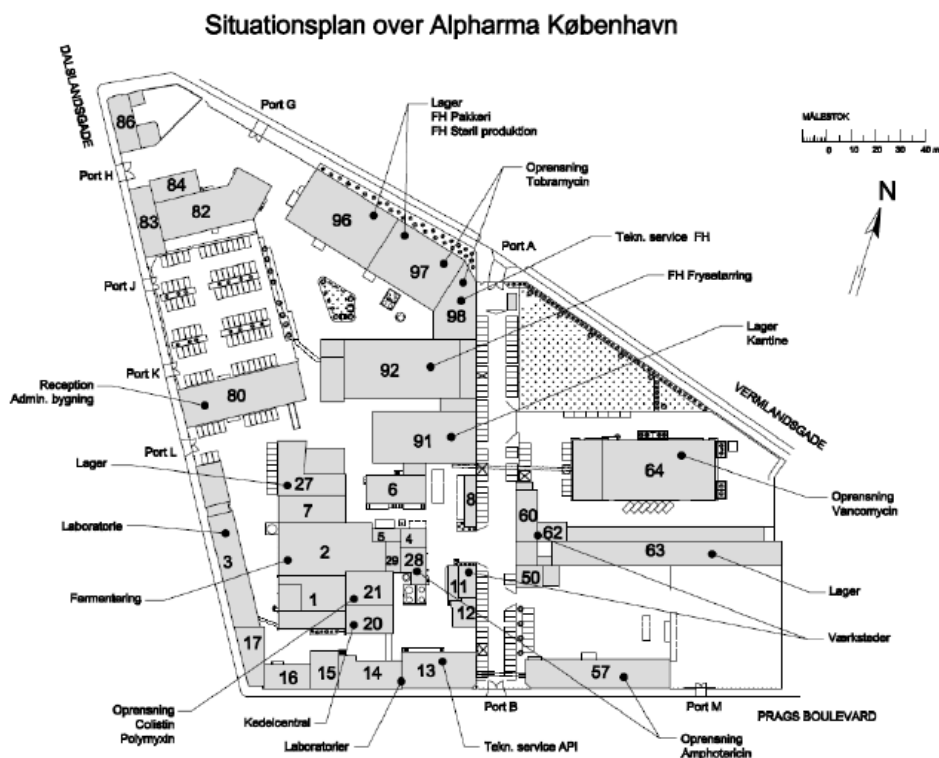 Situationsplan over Alpharma København
DALSLANDSGADE
Port G
Lager
FH Pakkeri
FH Steril produktion
MÅLESTOK
0 10 20 30 40 m
86
Port H
84
83
82
Oprensning
Tobramycin
N
96
Port A
Tekn. service FH
97
FH Frysetørring
Port J
98
Lager
Kantine
Port K
92
Reception
Admin. bygning
80
VERMLANDSGADE
91
Port L
64
Lager
27
6
8
Oprensning
Vancomycin
7
60
Laboratorie
5
4
62
3
2
29
28
63
Fermentering
21
11
50
Lager
1
12
20
Værksteder
17
16
15
14
13
57
Port B
Port M
PRAGS BOULEVARD
Oprensning
Colistin
Polymyxin
Kedelcentral
Laboratorier
Tekn. service API
Oprensning
Amphotericin